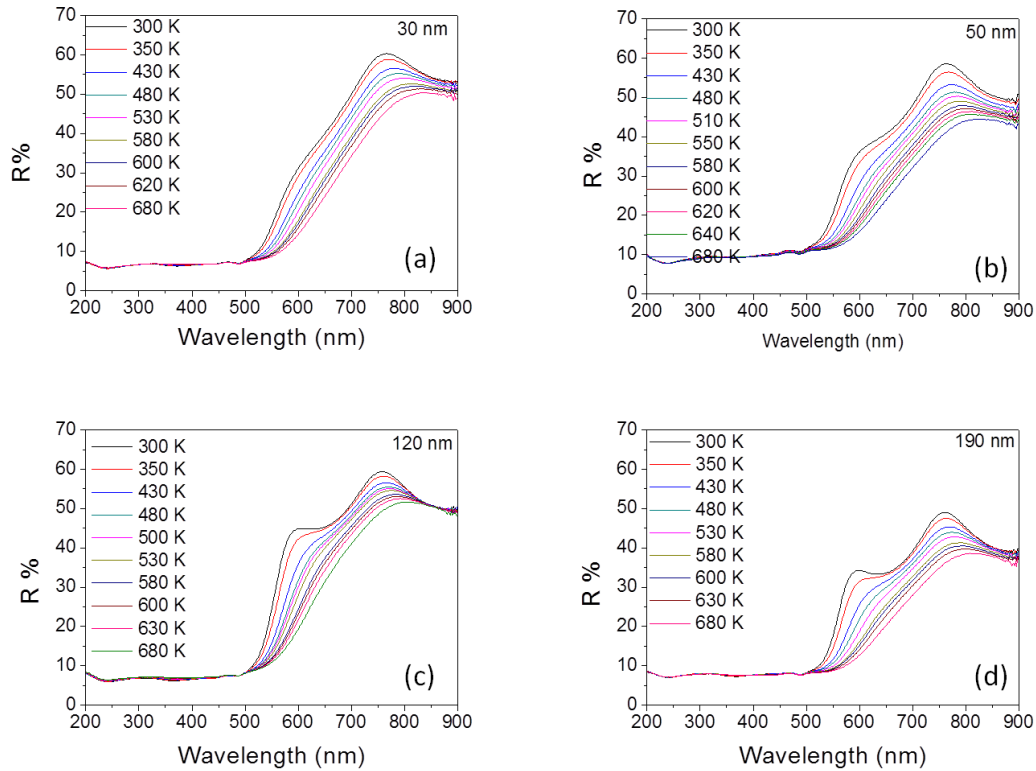 30 nm
300 K
350 K
430 K
480 K
530 K
580 K
600 K
620 K
680 K
(a)
R %
0
10
20
30
40
50
60
70
200 300 400 500 600 700 800 900
Wavelength (nm)
50 nm
300 K
350 K
430 K
480 K
510 K
550 K
580 K
600 K
620 K
640 K
680 K
(b)
R %
0
10
20
30
40
50
60
70
200 300 400 500 600 700 800 900
Wavelength (nm)
120 nm
300 K
350 K
430 K
480 K
500 K
530 K
580 K
600 K
630 K
680 K
(c)
R %
0
10
20
30
40
50
60
70
200 300 400 500 600 700 800 900
Wavelength (nm)
190 nm
300 K
350 K
430 K
480 K
530 K
580 K
600 K
630 K
680 K
(d)
R %
0
10
20
30
40
50
60
70
200 300 400 500 600 700 800 900
Wavelength (nm)